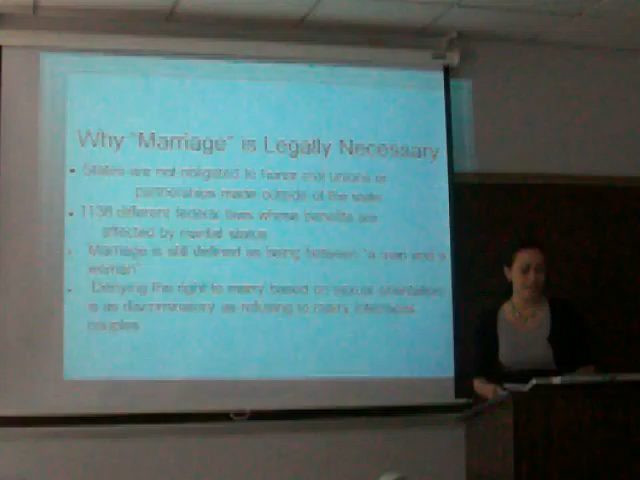 Why "Marriage" is Legally Necessary
• States are not obligated to honor civil unions or
partnerships made outside of the state
• 1138 different federal laws whose benefits are
affected by marital status
• Marriage is still defined as being between "a man and a
woman"
• Denying the right to marry based on sexual orientation
is as discriminatory as refusing to marry interracial
couples